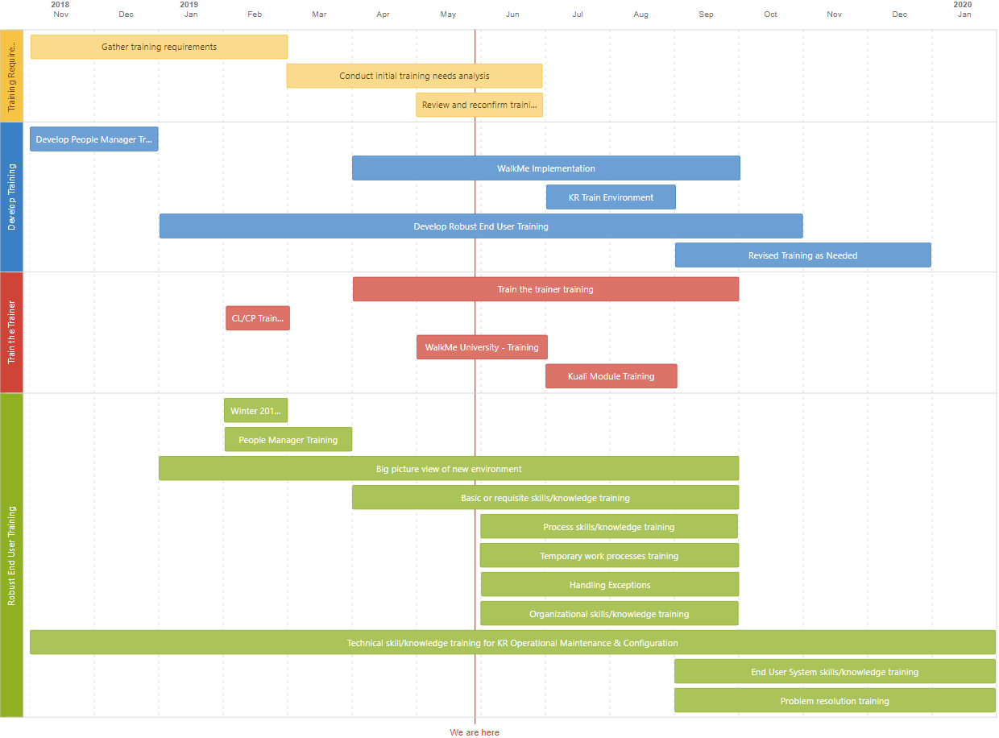 2018 2019 2020
Nov Dec Jan Feb Mar Apr May Jun Jul Aug Sep Oct Nov Dec Jan
Training Require...
Gather training requirements
Conduct initial training needs analysis
Review and reconfirm traini...
Develop Training
Develop People Manager Tr...
WalkMe Implementation
KR Train Environment
Develop Robust End User Training
Revised Training as Needed
Train the Trainer
Train the trainer training
CL/CP Train...
WalkMe University - Training
Kuali Module Training
Robust End User Training
Winter 201...
People Manager Training
Big picture view of new environment
Basic or requisite skills/knowledge training
Process skills/knowledge training
Temporary work processes training
Handling Exceptions
Organizational skills/knowledge training
Technical skill/knowledge training for KR Operational Maintenance & Configuration
End User System skills/knowledge training
Problem resolution training
We are here